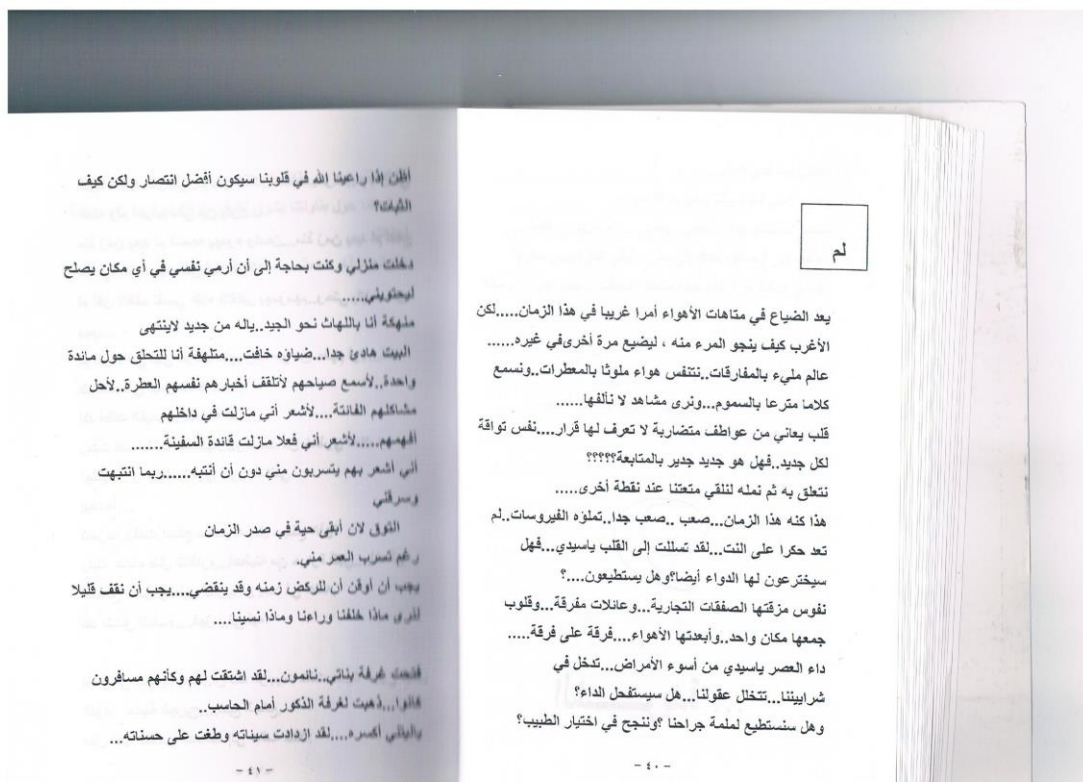 لم
يعد الضياع في متاهات الأهواء أمرا غريبا في هذا الزمان.....لكن
الأغرب كيف ينجو المرء منه ، ليضيع مرة أخرى في غيره......
عالم مليء بالمفارقات..نتنفس هواء ملوثا بالمعطرات..ونسمع
كلاما مترعا بالسموم...ونرى مشاهد لا نألفها......
قلب يعاني من عواطف متضاربة لا تعرف لها قرار....نفس تواقة
لكل جديد..فهل هو جديد جدير بالمتابعة؟؟؟؟؟
نتعلق به ثم نمله لنلقي متعتنا عند نقطة أخرى.....
هذا كنه هذا الزمان...صعب ..صعب جدا..تملؤه الفيروسات..لم
تعد حكرا على النت...لقد تسللت إلى القلب ياسيدي...فهل
سيخترعون لها الدواء أيضا؟وهل يستطيعون....؟
نفوس مزقتها الصفقات التجارية...وعائلات مفرقة...وقلوب
جمعها مكان واحد..وأبعدتها الأهواء....فرقة على فرقة.....
داء العصر ياسيدي من أسوء الأمراض...تدخل في
شراييننا...تتخلل عقولنا...هل سيستفحل الداء؟
وهل سنستطيع لملمة جراحنا ؟وننجح في اختيار الطبيب؟
- ٤٠ -
أظن إذا راعينا الله في قلوبنا سيكون أفضل انتصار ولكن كيف
الثبات؟
دخلت منزلي وكنت بحاجة إلى أن أرمي نفسي في أي مكان يصلح
ليحتويني.....
منهكة أنا باللهاث نحو الجيد..ياله من جديد لاينتهى
البيت هادئ جدا...ضياؤه خافت....متلهفة أنا للتحلق حول مائدة
واحدة..لأسمع صياحهم لأتلقف أخبارهم نفسهم العطرة..لأحل
مشاكلهم الفائتة....لأشعر أني مازلت في داخلهم
أفهمهم.....لأشعر أني فعلا مازلت قائدة السفينة.......
أني أشعر بهم يتسربون مني دون أن أنتبه......ربما انتبهت
وسرقني
التوق لان أبقى حية في صدر الزمان
رغم تسرب العمر مني.
يجب أن أوقن أن للركض زمنه وقد ينقضي....يجب أن نقف قليلا
لنرى ماذا خلفنا وراءنا وماذا نسينا....
فتحت غرفة بناتي..نائمون...لقد اشتقت لهم وكأنهم مسافرون
ذهبت لغرفة الذكور أمام الحاسب..
ياليتني أكسره....لقد ازدادت سيئاته وطغت على حسناته...
- ٤١ -